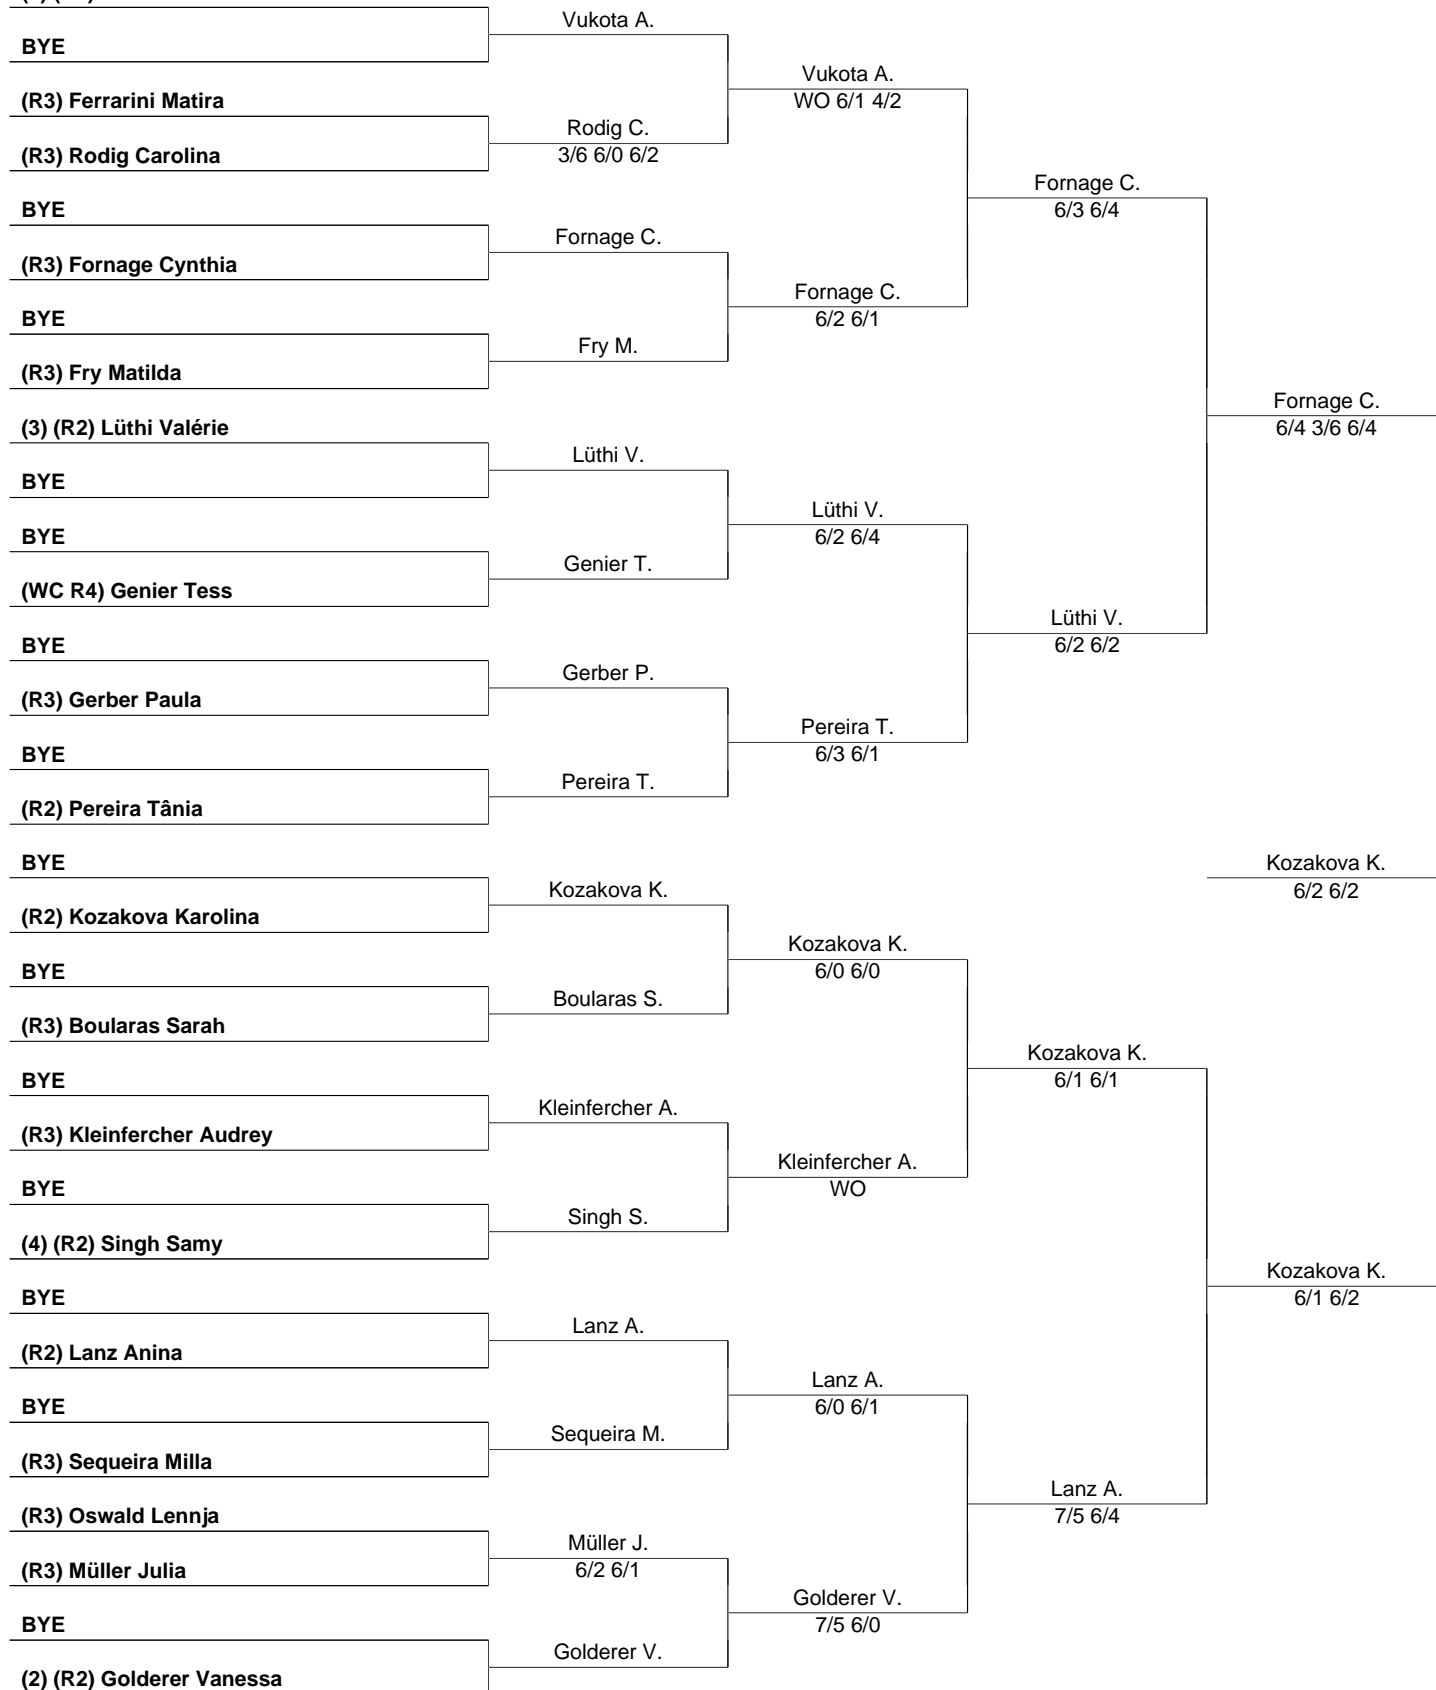 Vukota A.
BYE
Vukota A.
(R3) Ferrarini Matira
WO 6/1 4/2
Rodig C.
(R3) Rodig Carolina
3/6 6/0 6/2
Fornage C.
BYE
6/3 6/4
Fornage C.
(R3) Fornage Cynthia
Fornage C.
BYE
6/2 6/1
Fry M.
(R3) Fry Matilda
Fornage C.
(3) (R2) Lüthi Valérie
6/4 3/6 6/4
Lüthi V.
BYE
Lüthi V.
BYE
6/2 6/4
Genier T.
(WC R4) Genier Tess
Lüthi V.
BYE
6/2 6/2
Gerber P.
(R3) Gerber Paula
Pereira T.
BYE
6/3 6/1
Pereira T.
(R2) Pereira Tânia
BYE
Kozakova K.
6/2 6/2
Kozakova K.
(R2) Kozakova Karolina
Kozakova K.
BYE
6/0 6/0
Boularas S.
(R3) Boularas Sarah
Kozakova K.
BYE
6/1 6/1
Kleinfercher A.
(R3) Kleinfercher Audrey
Kleinfercher A.
BYE
WO
Singh S.
(4) (R2) Singh Samy
Kozakova K.
BYE
6/1 6/2
Lanz A.
(R2) Lanz Anina
Lanz A.
BYE
6/0 6/1
Sequeira M.
(R3) Sequeira Milla
Lanz A.
(R3) Oswald Lennja
7/5 6/4
Müller J.
(R3) Müller Julia
6/2 6/1
Golderer V.
BYE
7/5 6/0
Golderer V.
(2) (R2) Golderer Vanessa